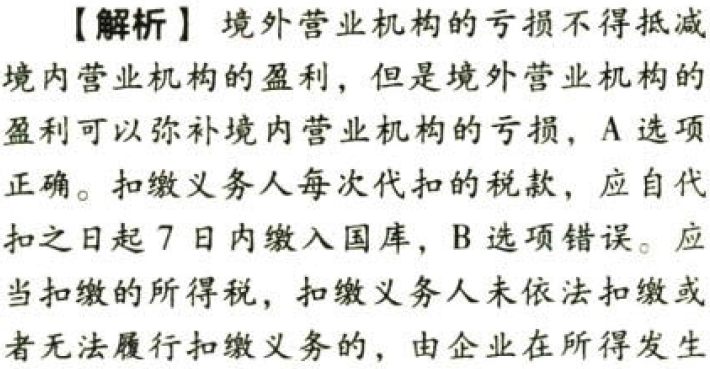 【解析】 境外营业机构的亏损不得抵减
境内营业机构的盈利，但是境外营业机构的
盈利可以弥补境内营业机构的亏损，A 选项
正确。扣缴义务人每次代扣的税款，应自代
扣之日起 7 日内缴入国库，B 选项错误。应
当扣缴的所得税，扣缴义务人未依法扣缴或
者无法履行扣缴义务的，由企业在所得发生